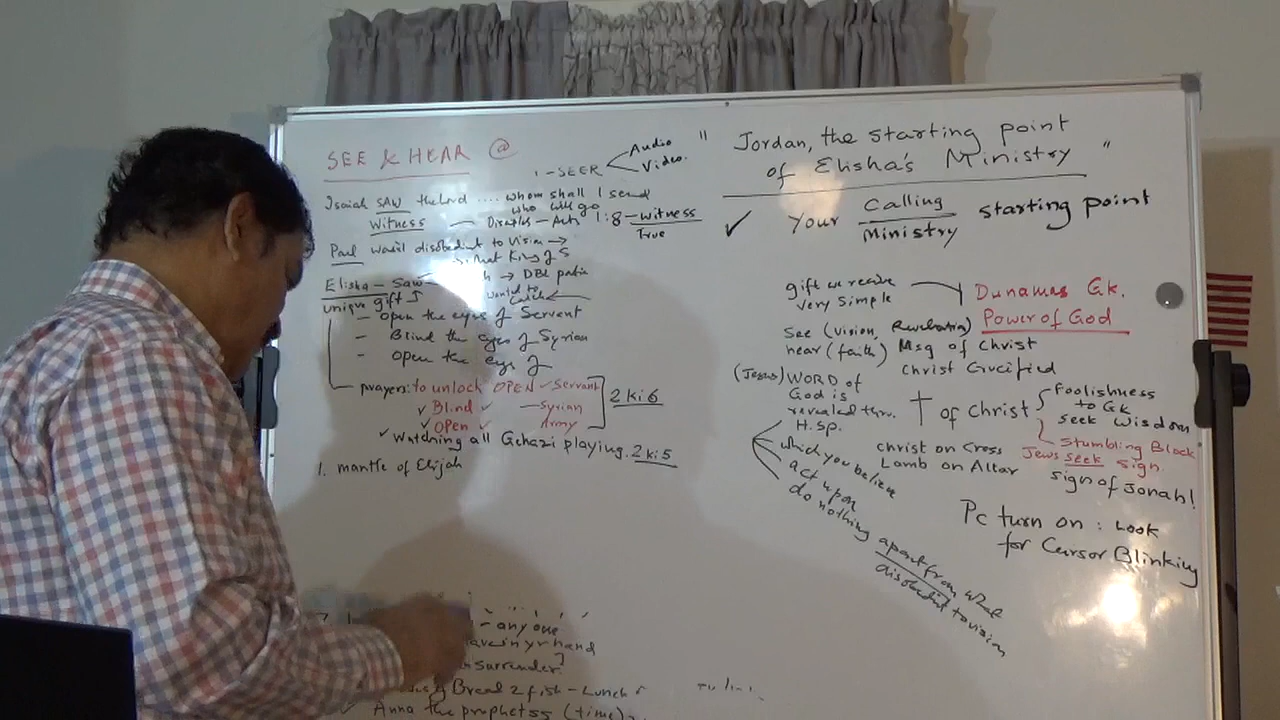 SEE & HEAR @
1 - SEER
Audio
Video.
Isaiah SAW the Lord .... whom shall I send
who will go
Witness — Disciples - Acts 1:8 - witness
True
Paul wasn't disobedient to Vision →
Elisha - Saw
→ DBL
wanted to
unique gift
- open the eyes of Servant
- Blind the eyes of Syrian
- open the eye of
prayers: to unlock OPEN ✓ Servant
✓ Blind ✓ — Syrian
✓ OPEN ✓ Army
2 ki 6
✓ Watching all Gehazi playing. 2 ki 5
1. mantle of Elijah
- any one
in yr hand
surrender
Bread 2 fish - Lunch
Anna the prophetss (time)
" Jordan, the starting point
of Elisha's Ministry "
✓ Your Calling
Ministry
starting point
gift we receive
very simple
Dunamas Gk.
Power of God
See (vision, Revelation)
hear (faith) Msg of Christ
Christ Crucified
(Jesus) WORD of
God is
revealed thru.
H. sp.
† of Christ
Foolishness
to Gk
seek wisdom
Stumbling Block
Jews seek sign.
sign of Jonah!
christ on Cross
Lamb on Altar
which you believe
act upon
do nothing apart from what
disobedient to vision
Pc turn on : Look
for Cursor Blinking